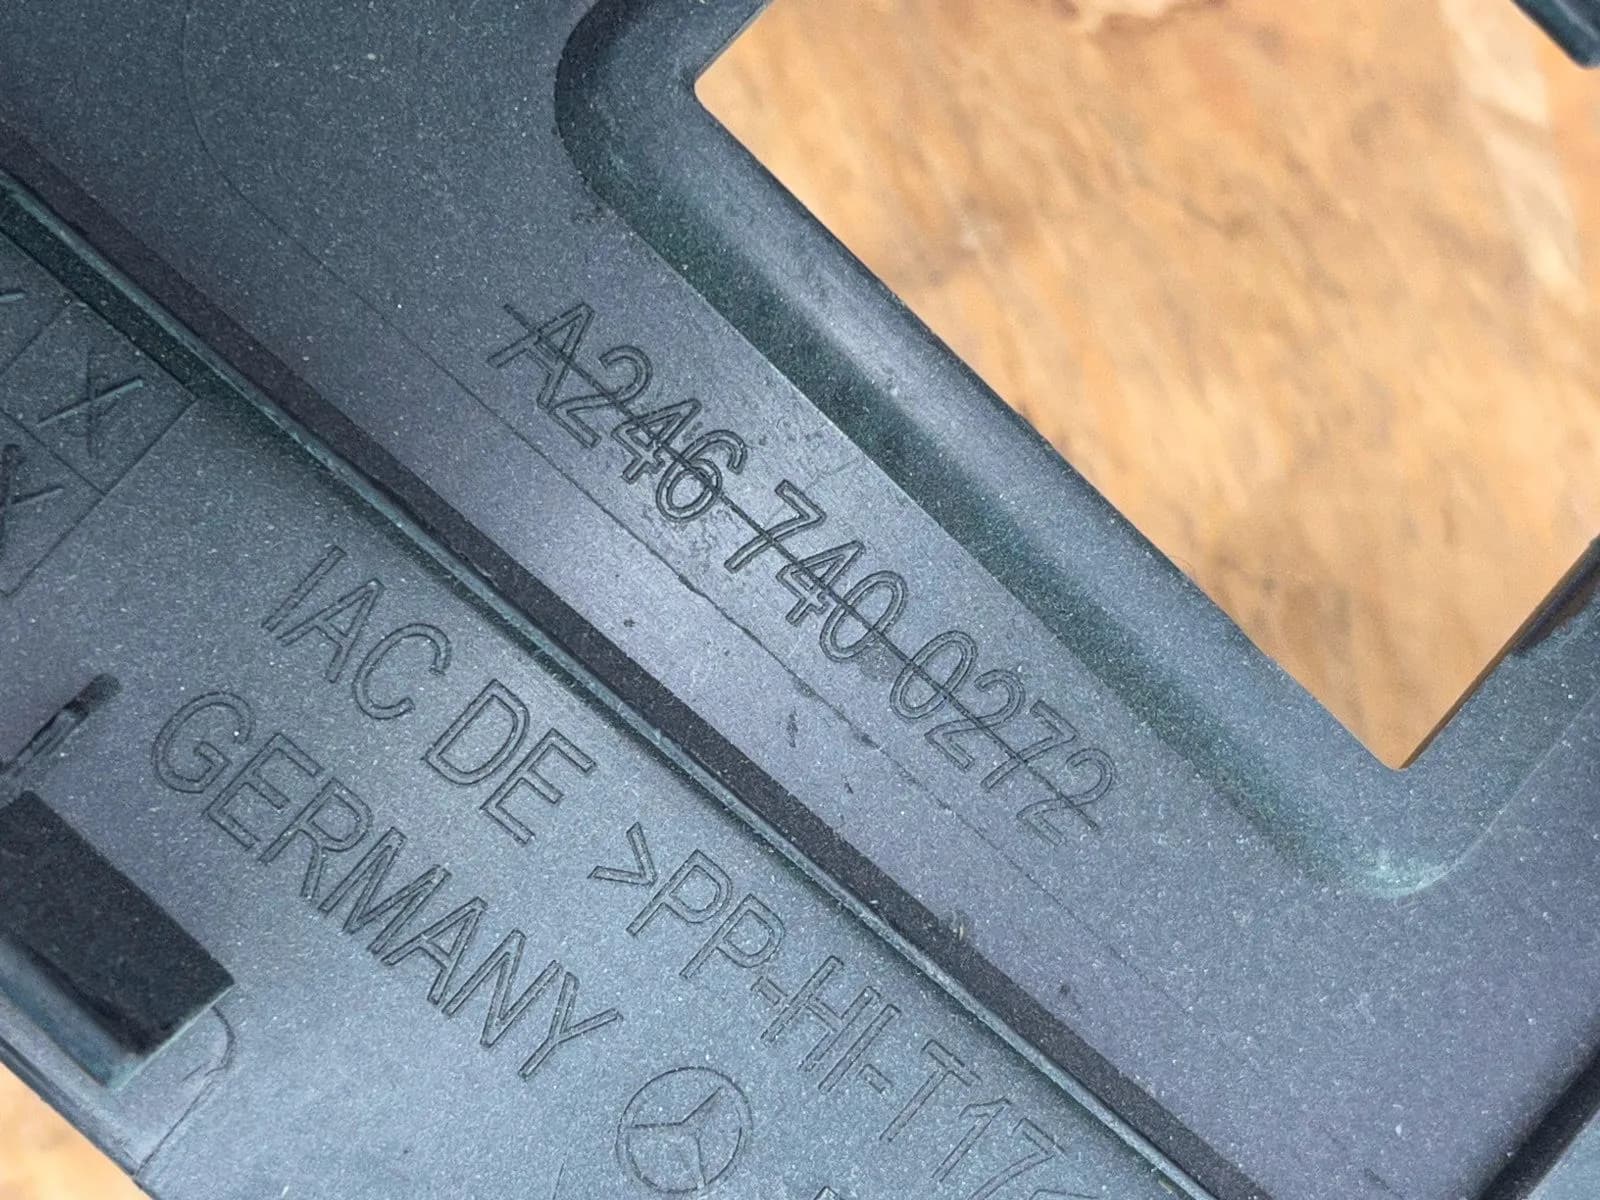 A246 740 0272
IAC DE >PP-HI-T17
GERMANY